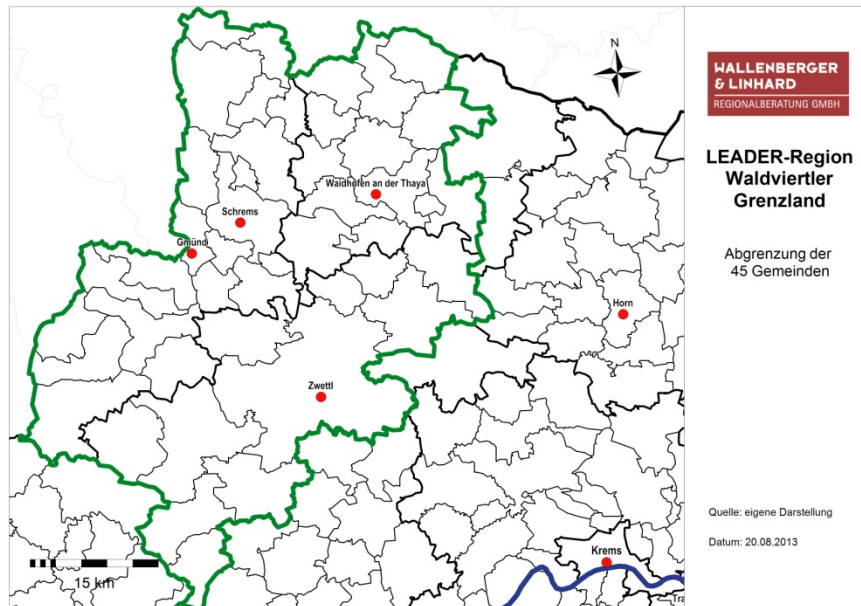 N
WALLENBERGER
& LINHARD
REGIONALBERATUNG GMBH
LEADER-Region
Waldviertler
Grenzland
Abgrenzung der
45 Gemeinden
Waidhofen an der Thaya
Schrems
Gmünd
Horn
Zwettl
Krems
15 km
Quelle: eigene Darstellung
Datum: 20.08.2013